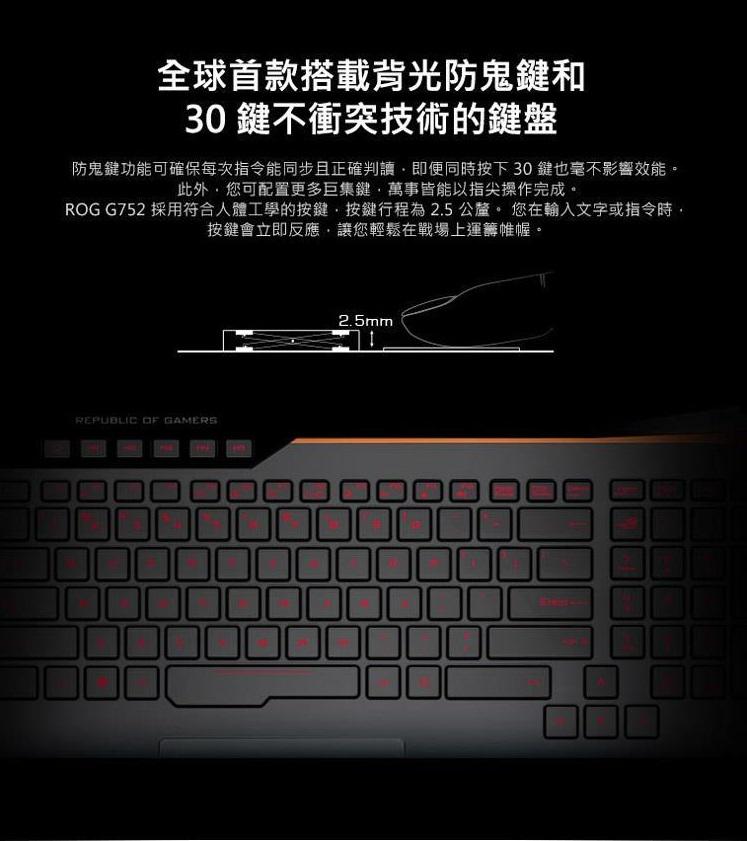 全球首款搭載背光防鬼鍵和
30 鍵不衝突技術的鍵盤
防鬼鍵功能可確保每次指令能同步且正確判讀，即便同時按下 30 鍵也毫不影響效能。
此外，您可配置更多巨集鍵，萬事皆能以指尖操作完成。
ROG G752 採用符合人體工學的按鍵，按鍵行程為 2.5 公釐。 您在輸入文字或指令時，
按鍵會立即反應，讓您輕鬆在戰場上運籌帷幄。
2.5mm
REPUBLIC OF GAMERS
Enter